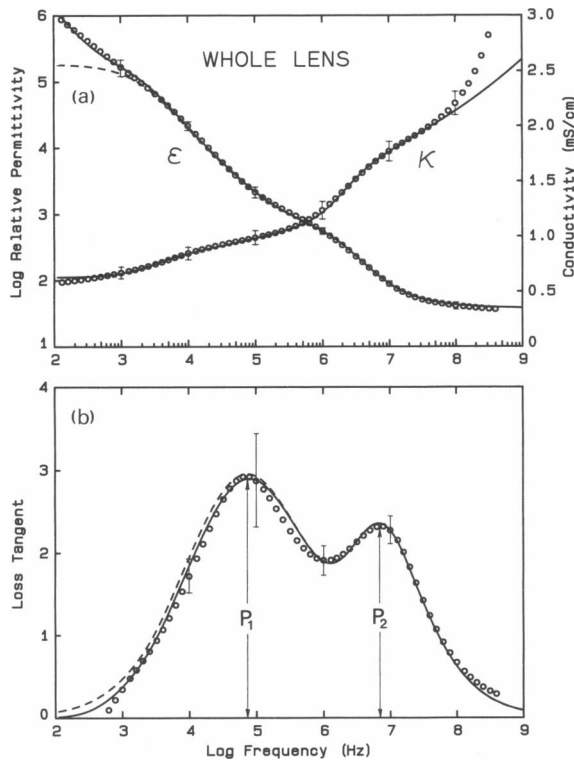 WHOLE LENS
(a)
ε
κ
Log Relative Permittivity
6
5
4
3
2
1
Conductivity (mS/cm)
3.0
2.5
2.0
1.5
1.0
0.5
0.0
2 3 4 5 6 7 8 9
(b)
Loss Tangent
4
3
2
1
0
P1
P2
2 3 4 5 6 7 8 9
Log Frequency (Hz)